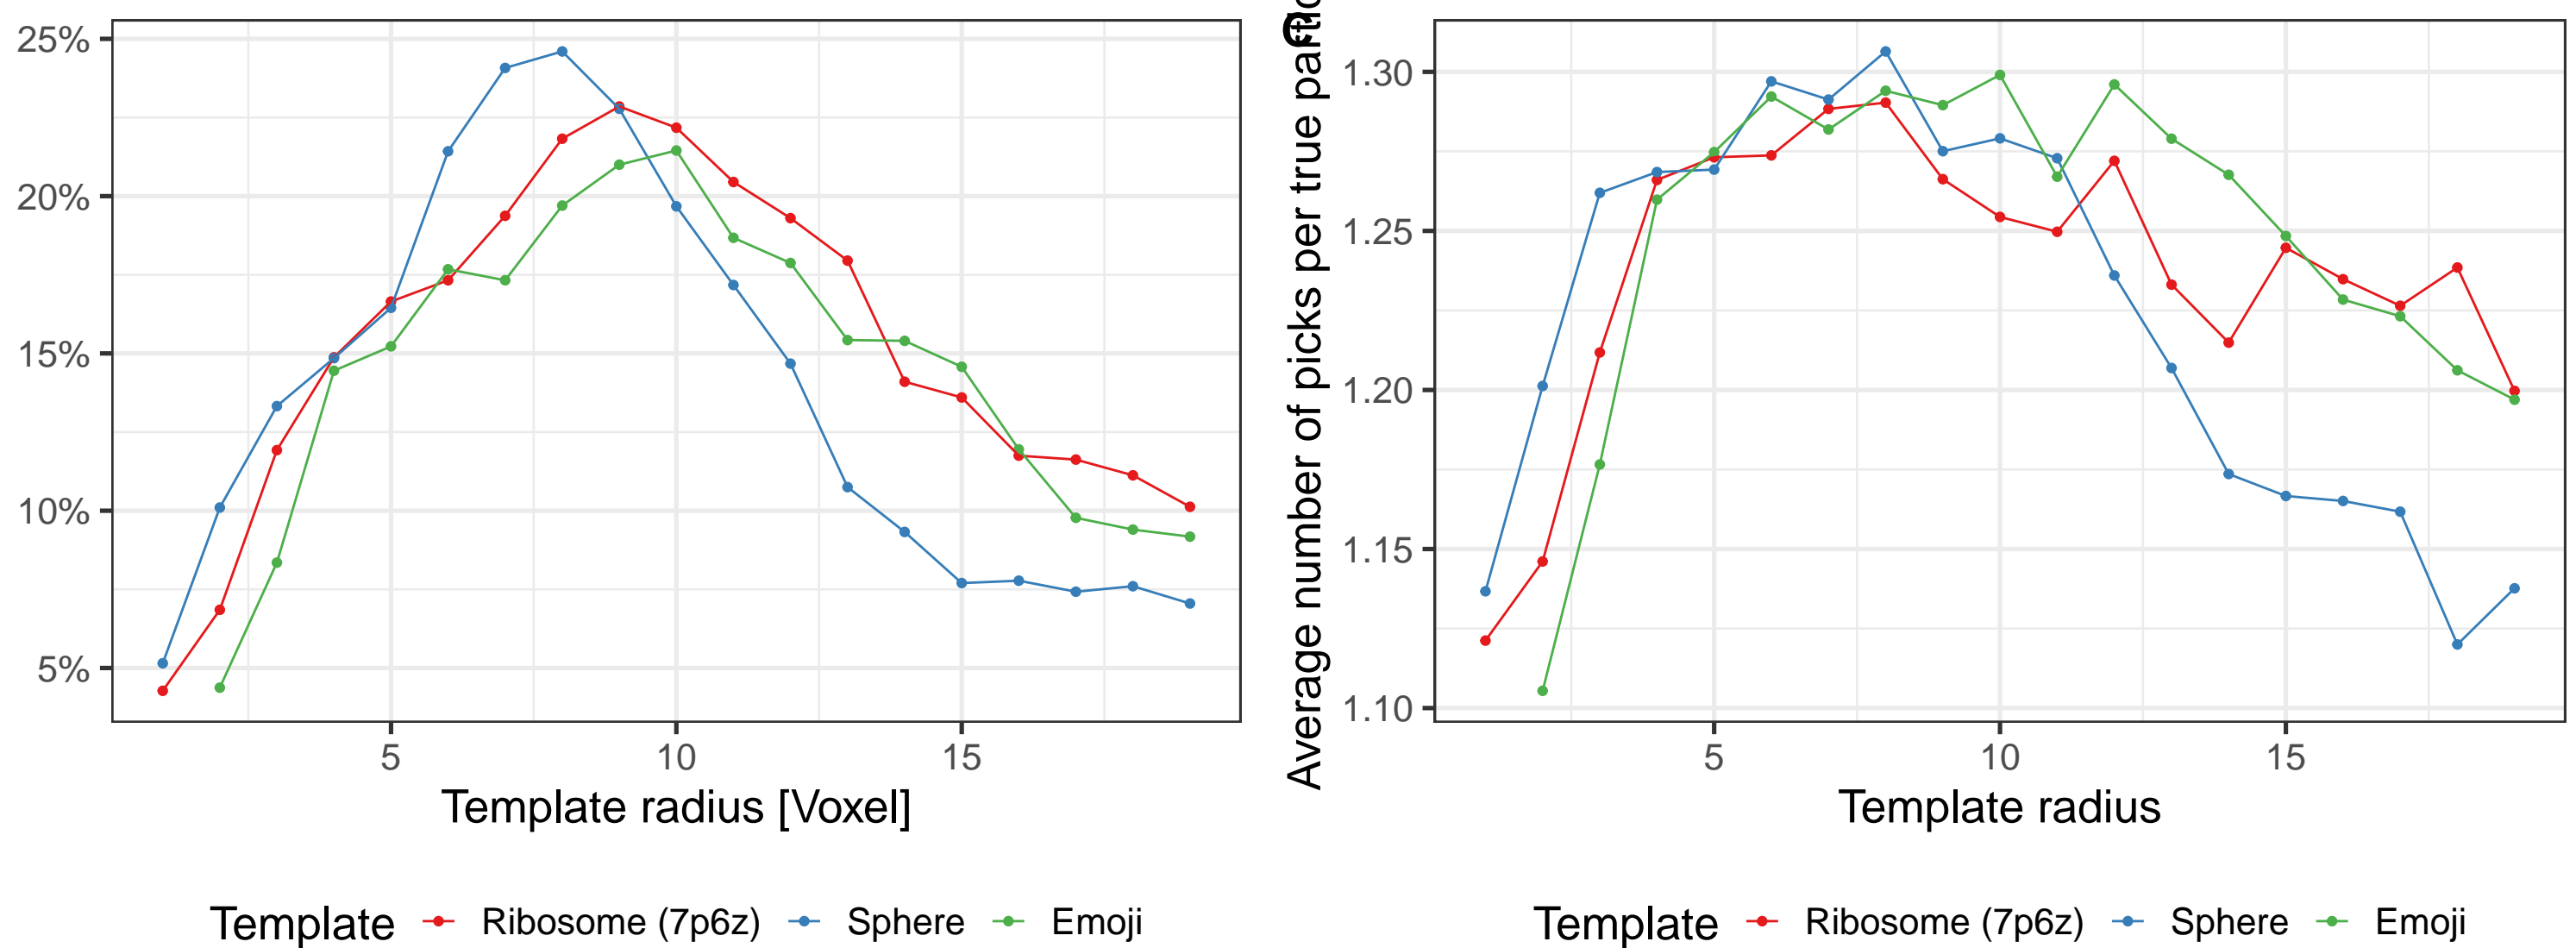 25%
20%
15%
10%
5%
5 10 15
Template radius [Voxel]
Template Ribosome (7p6z) Sphere Emoji
C
Average number of picks per true
1.30
1.25
1.20
1.15
1.10
5 10 15
Template radius
Template Ribosome (7p6z) Sphere Emoji